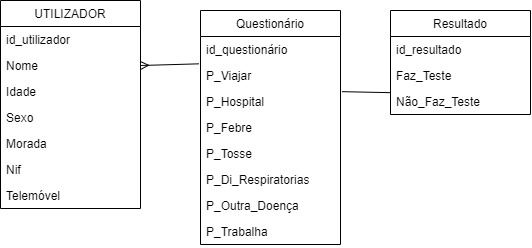 UTILIZADOR
id_utilizador
Nome
Idade
Sexo
Morada
Nif
Telemóvel
Questionário
id_questionário
P_Viajar
P_Hospital
P_Febre
P_Tosse
P_Di_Respiratorias
P_Outra_Doença
P_Trabalha
Resultado
id_resultado
Faz_Teste
Não_Faz_Teste